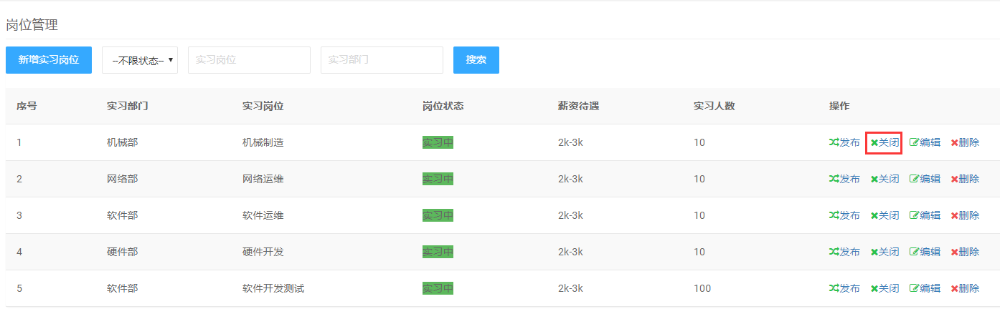 岗位管理
新增实习岗位 --不限状态-- 实习岗位 实习部门 搜索
序号 实习部门 实习岗位 岗位状态 薪资待遇 实习人数 操作
1 机械部 机械制造 实习中 2k-3k 10 发布 关闭 编辑 删除
2 网络部 网络运维 实习中 2k-3k 10 发布 关闭 编辑 删除
3 软件部 软件运维 实习中 2k-3k 10 发布 关闭 编辑 删除
4 硬件部 硬件开发 实习中 2k-3k 10 发布 关闭 编辑 删除
5 软件部 软件开发测试 实习中 2k-3k 100 发布 关闭 编辑 删除